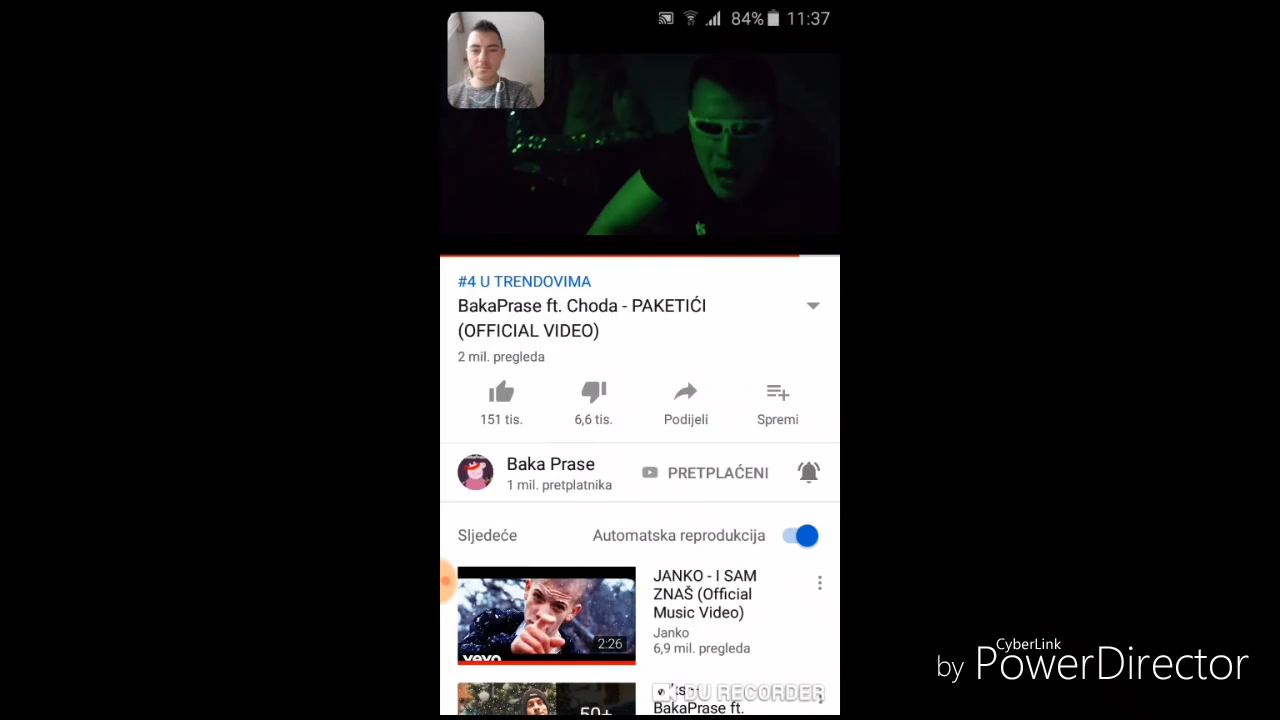 84% 11:37
#4 U TRENDOVIMA
BakaPrase ft. Choda - PAKETIĆI
(OFFICIAL VIDEO)
2 mil. pregleda
151 tis. 6,6 tis. Podijeli Spremi
Baka Prase
1 mil. pretplatnika
PRETPLAĆENI
Sljedeće Automatska reprodukcija
JANKO - I SAM
ZNAŠ (Official
Music Video)
Janko
6,9 mil. pregleda
2:26
vevo
50+
DU RECORDER
BakaPrase ft.
CyberLink
by PowerDirector